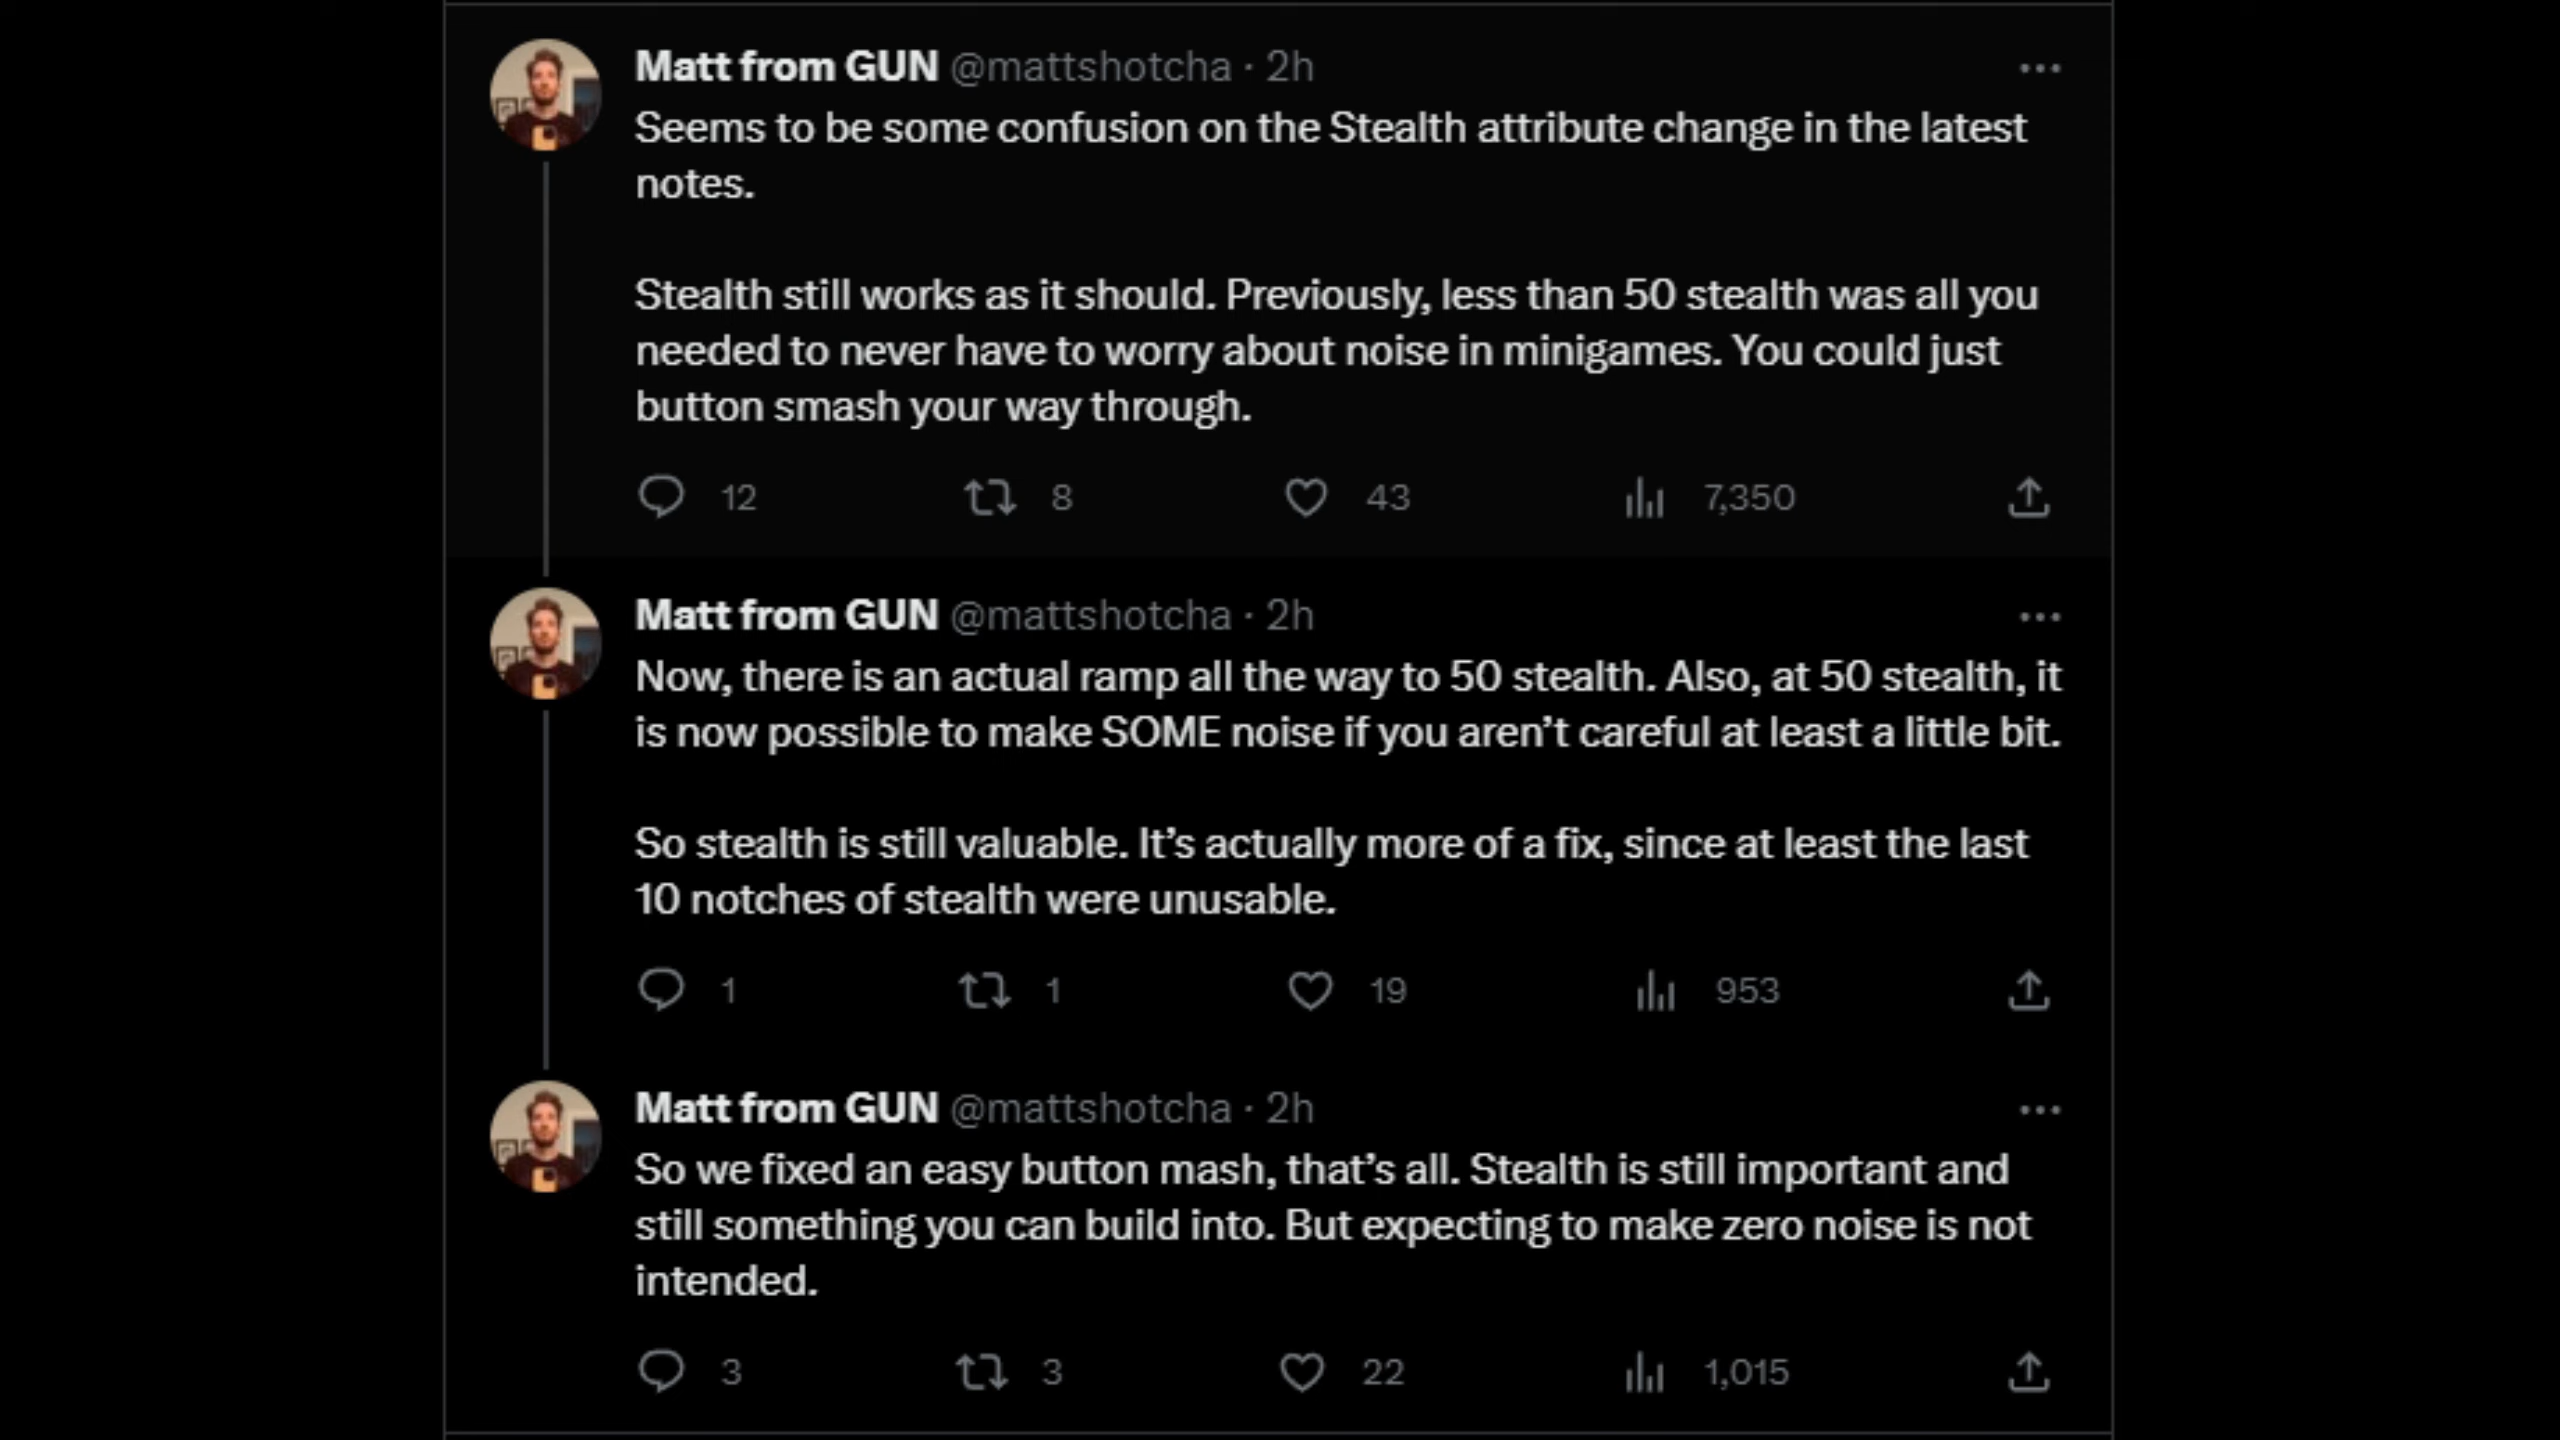 Matt from GUN @mattshotcha · 2h
Seems to be some confusion on the Stealth attribute change in the latest
notes.
Stealth still works as it should. Previously, less than 50 stealth was all you
needed to never have to worry about noise in minigames. You could just
button smash your way through.
12 8 43 7,350
Matt from GUN @mattshotcha · 2h
Now, there is an actual ramp all the way to 50 stealth. Also, at 50 stealth, it
is now possible to make SOME noise if you aren’t careful at least a little bit.
So stealth is still valuable. It’s actually more of a fix, since at least the last
10 notches of stealth were unusable.
1 1 19 953
Matt from GUN @mattshotcha · 2h
So we fixed an easy button mash, that’s all. Stealth is still important and
still something you can build into. But expecting to make zero noise is not
intended.
3 3 22 1,015